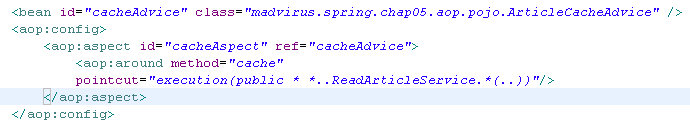 <bean id="cacheAdvice" class="madvirus.spring.chap05.aop.pojo.ArticleCacheAdvice" />
<aop:config>
<aop:aspect id="cacheAspect" ref="cacheAdvice">
<aop:around method="cache"
pointcut="execution(public * *..ReadArticleService.*(..))"/>
</aop:aspect>
</aop:config>